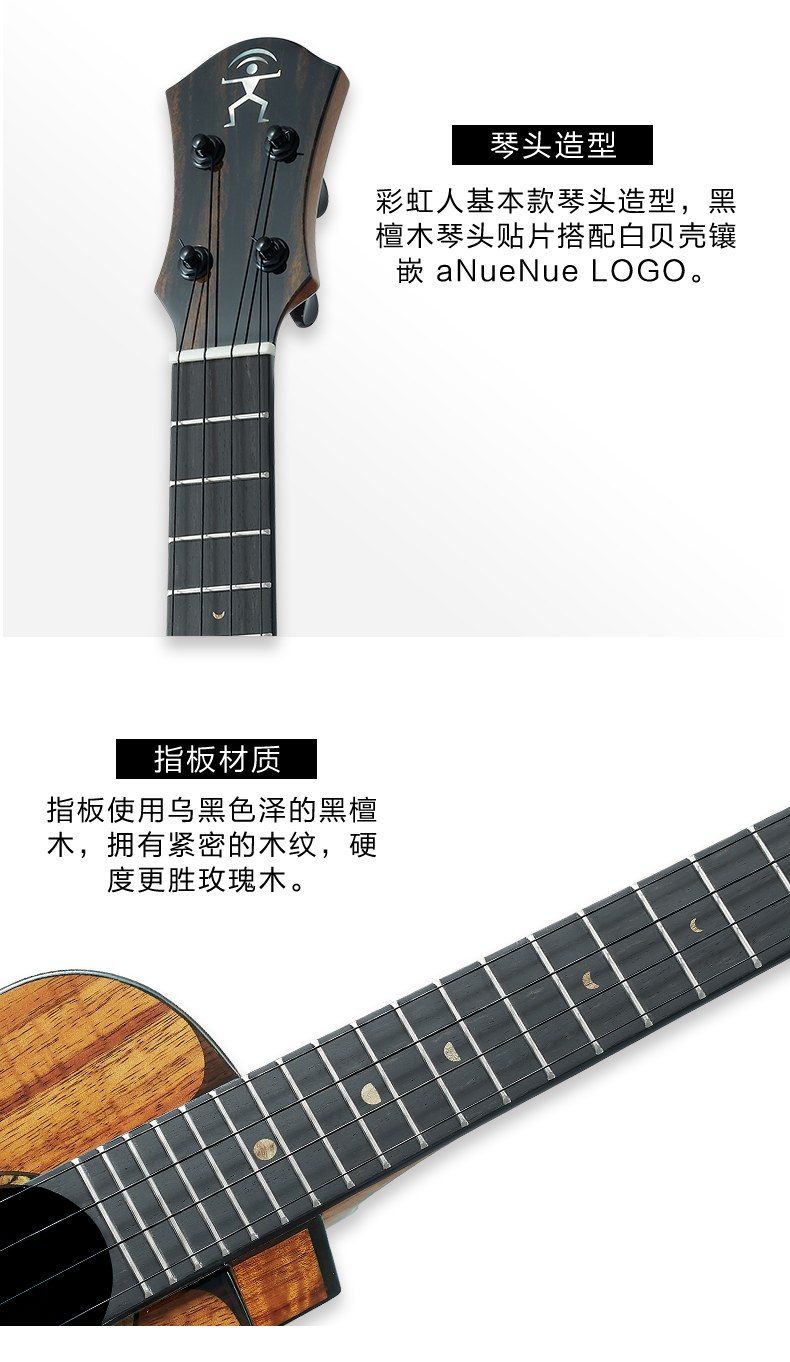 琴头造型
彩虹人基本款琴头造型，黑
檀木琴头贴片搭配白贝壳镶
嵌 aNueNue LOGO。
指板材质
指板使用乌黑色泽的黑檀
木，拥有紧密的木纹，硬
度更胜玫瑰木。